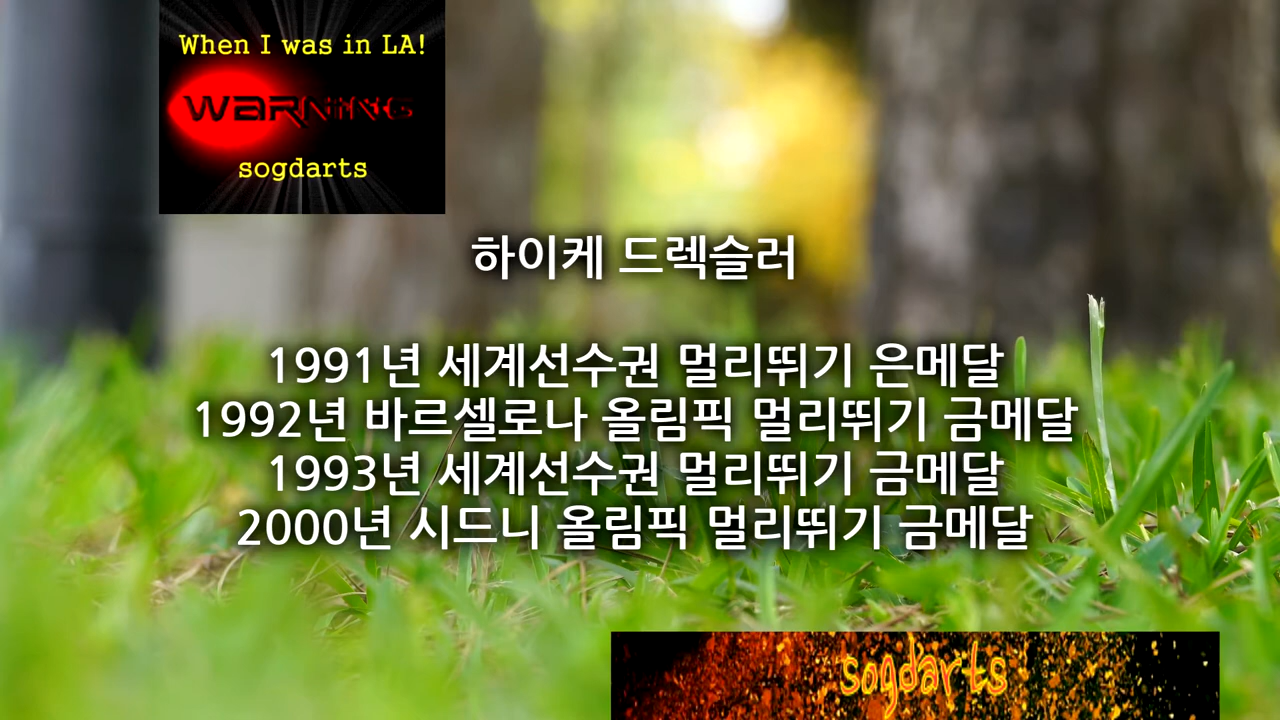 When I was in LA!
WARNING
sogdarts
하이케 드렉슬러
1991년 세계선수권 멀리뛰기 은메달
1992년 바르셀로나 올림픽 멀리뛰기 금메달
1993년 세계선수권 멀리뛰기 금메달
2000년 시드니 올림픽 멀리뛰기 금메달
sogdarts